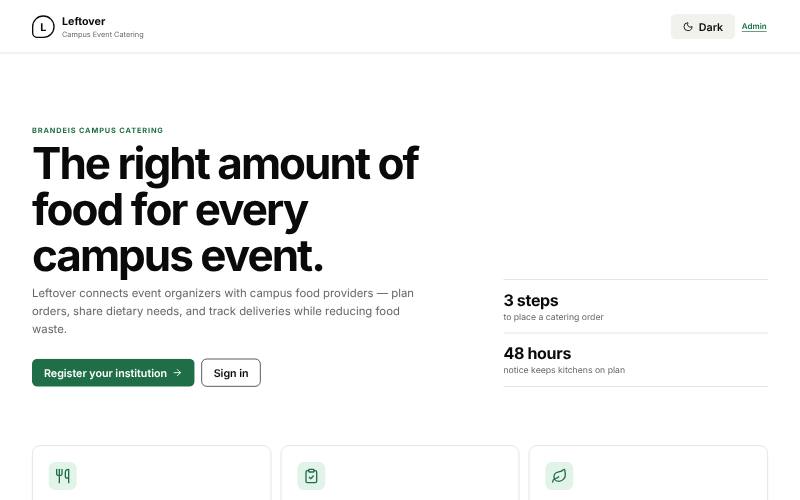 L
Leftover
Campus Event Catering
Dark
Admin
BRANDEIS CAMPUS CATERING
The right amount of
food for every
campus event.
Leftover connects event organizers with campus food providers — plan
orders, share dietary needs, and track deliveries while reducing food
waste.
3 steps
to place a catering order
48 hours
notice keeps kitchens on plan
Register your institution →
Sign in